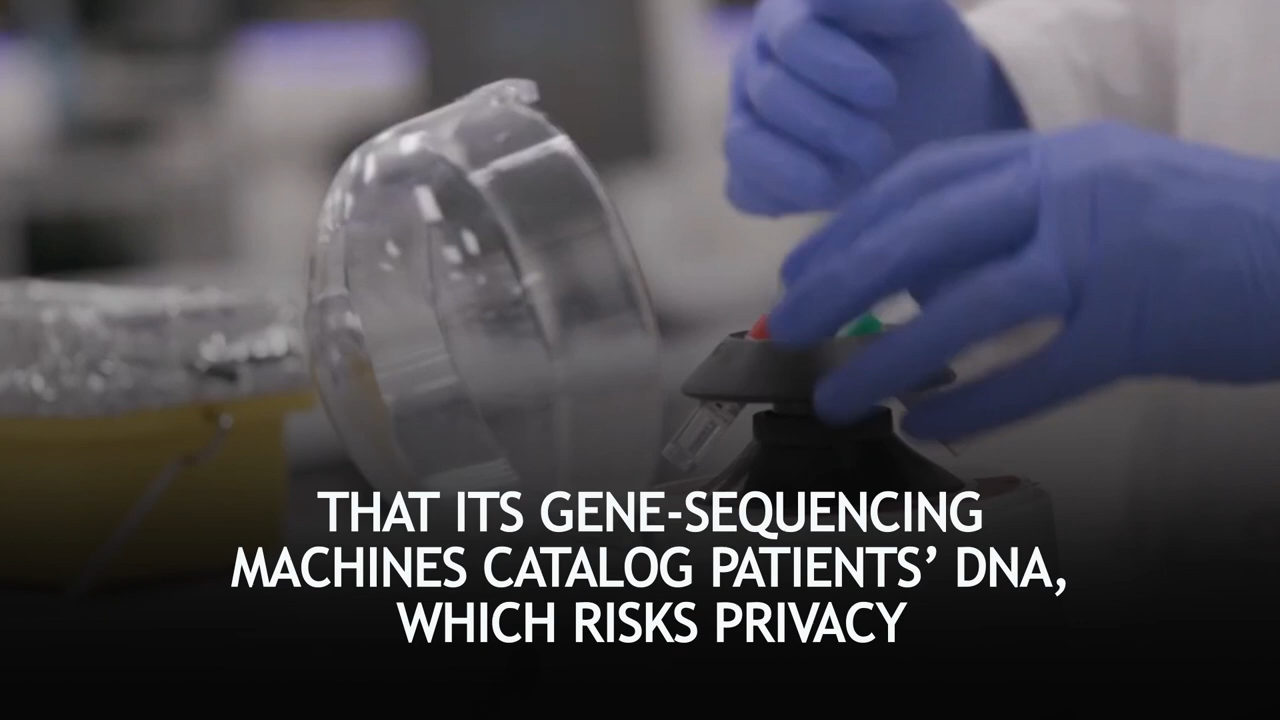 THAT ITS GENE-SEQUENCING
MACHINES CATALOG PATIENTS’ DNA,
WHICH RISKS PRIVACY